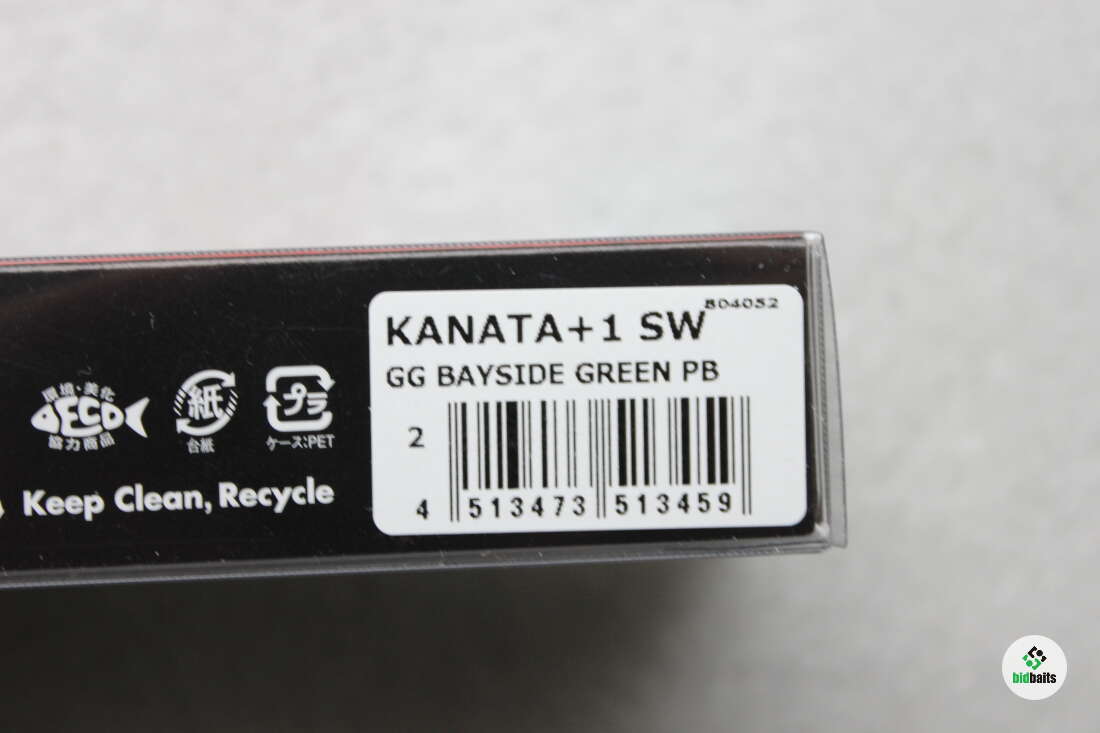 804052
KANATA+1 SW
GG BAYSIDE GREEN PB
2
4 513473 513459
環境・美化
ECO
協力商品
紙
台紙
プラ
ケース:PET
Keep Clean, Recycle
bidbaits